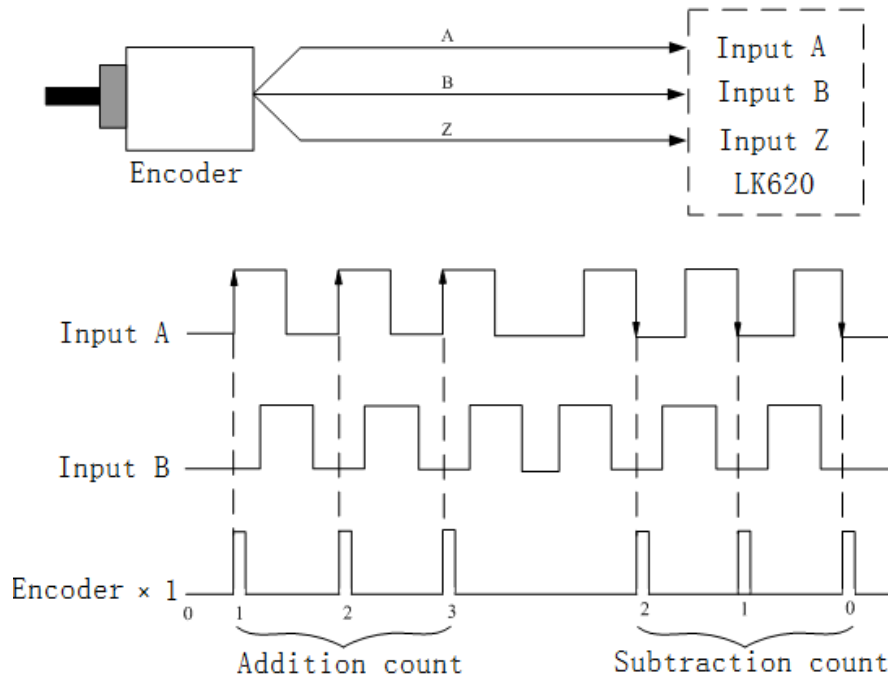 A
Input A
B
Input B
Z
Input Z
Encoder
LK620
Input A
Input B
Encoder × 1
0 1 2 3 2 1 0
Addition count Subtraction count